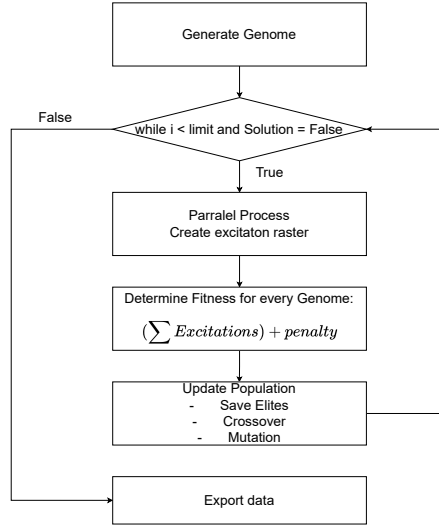 Generate Genome
False
while i < limit and Solution = False
True
Parralel Process
Create excitaton raster
Determine Fitness for every Genome:
(∑ Excitations) + penalty
Update Population
- Save Elites
- Crossover
- Mutation
Export data